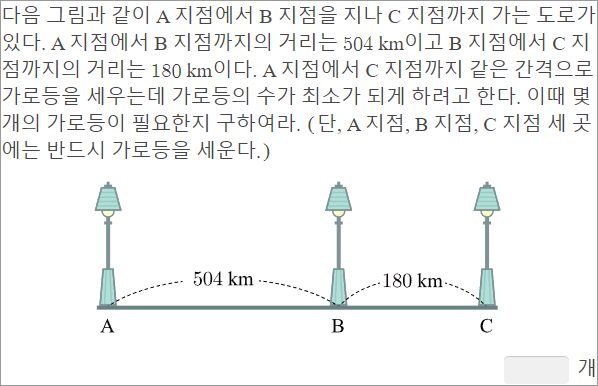 다음 그림과 같이 A 지점에서 B 지점을 지나 C 지점까지 가는 도로가
있다. A 지점에서 B 지점까지의 거리는 504 km이고 B 지점에서 C 지
점까지의 거리는 180 km이다. A 지점에서 C 지점까지 같은 간격으로
가로등을 세우는데 가로등의 수가 최소가 되게 하려고 한다. 이때 몇
개의 가로등이 필요한지 구하여라. (단, A 지점, B 지점, C 지점 세 곳
에는 반드시 가로등을 세운다.)
504 km 180 km
A B C
개